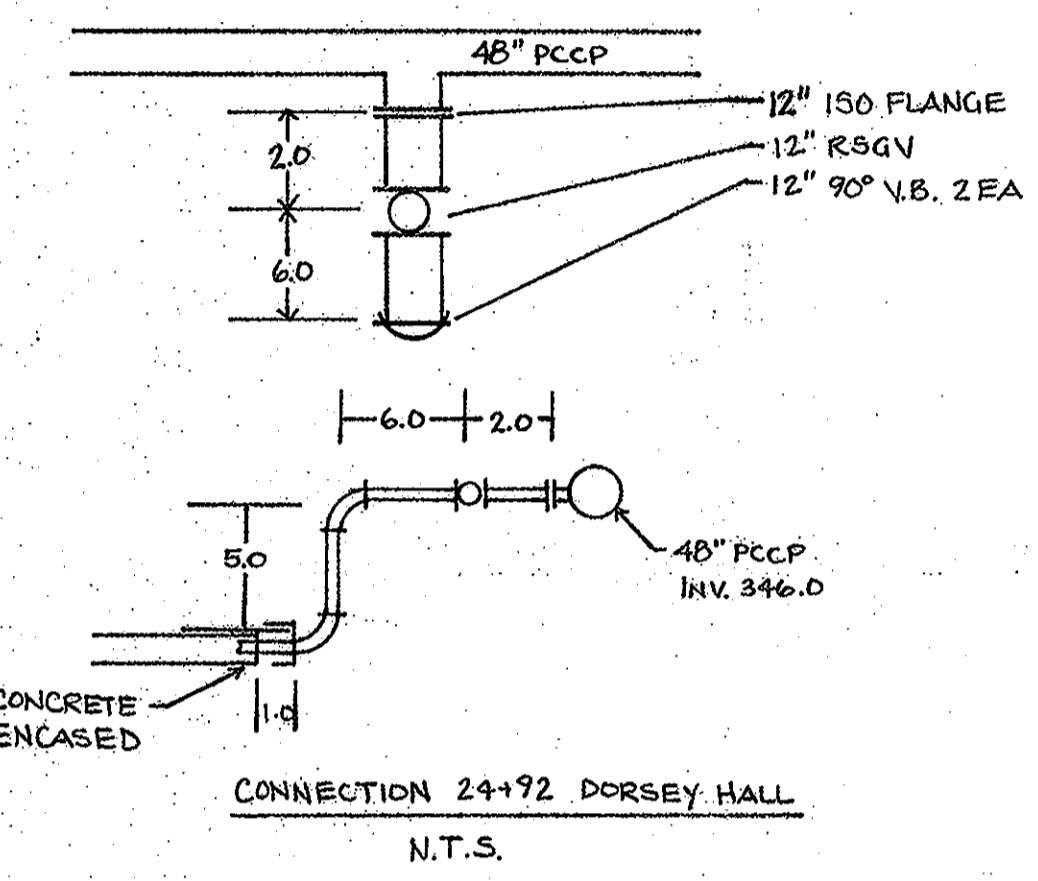 48" PCCP
12" ISO FLANGE
2.0
12" RSGV
12" 90° V.B. 2 EA
6.0
6.0
2.0
5.0
48" PCCP
INV. 346.0
CONCRETE
ENCASED
1.0
CONNECTION 24+92 DORSEY HALL
N.T.S.